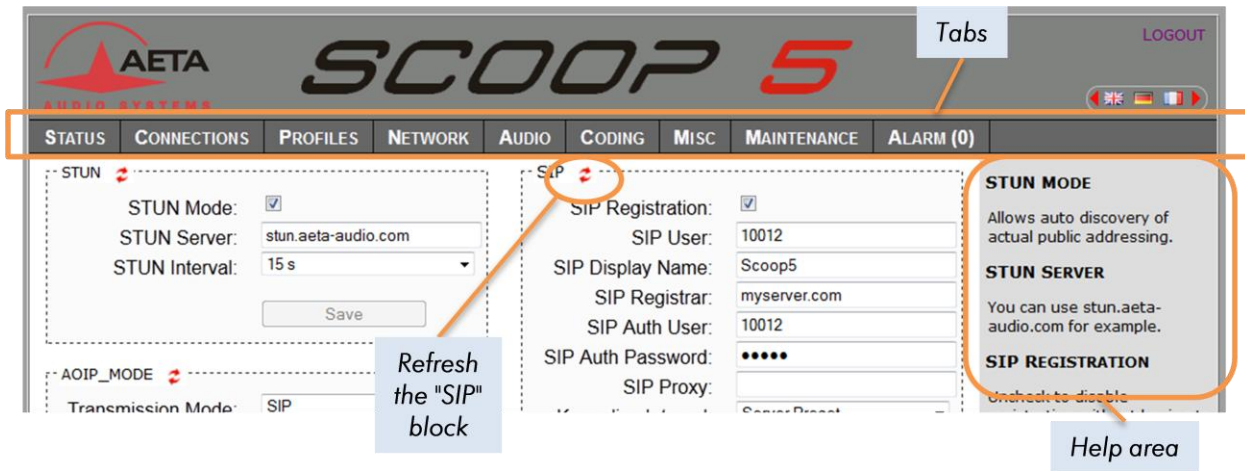 Tabs
LOGOUT
AETA
AUDIO SYSTEMS
SCOOP 5
STATUS CONNECTIONS PROFILES NETWORK AUDIO CODING MISC MAINTENANCE ALARM (0)
STUN
STUN Mode:
STUN Server: stun.aeta-audio.com
STUN Interval: 15 s
Save
AOIP_MODE
Transmission Mode: SIP
Refresh
the "SIP"
block
SIP
SIP Registration:
SIP User: 10012
SIP Display Name: Scoop5
SIP Registrar: myserver.com
SIP Auth User: 10012
SIP Auth Password: •••••
SIP Proxy:
STUN MODE
Allows auto discovery of
actual public addressing.
STUN SERVER
You can use stun.aeta-
audio.com for example.
SIP REGISTRATION
Uncheck to disable
Help area